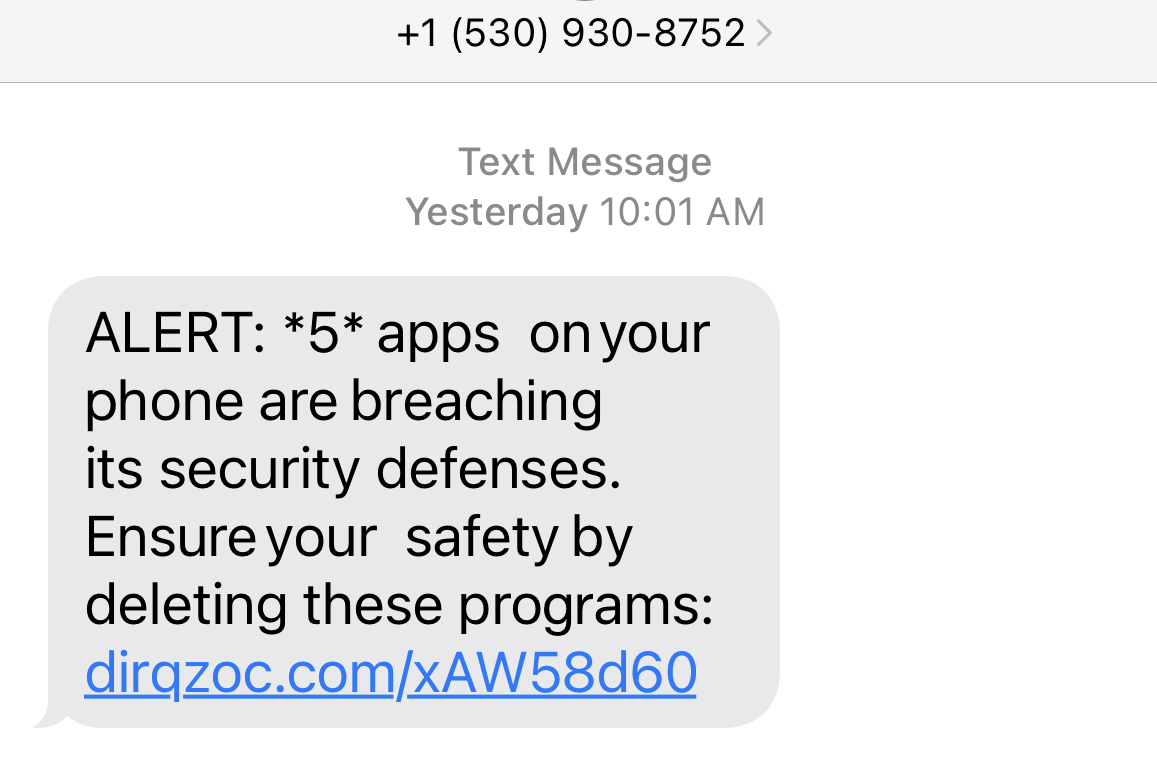 +1 (530) 930-8752
Text Message
Yesterday 10:01 AM
ALERT: *5* apps  on your
phone are breaching
its security defenses.
Ensure your  safety by
deleting these programs:
dirqzoc.com/xAW58d60